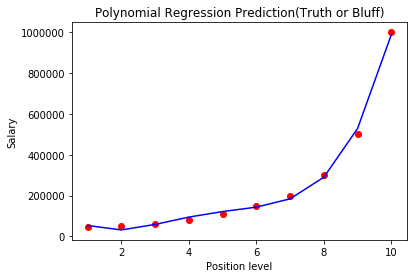 Polynomial Regression Prediction(Truth or Bluff)
1000000
800000
600000
400000
200000
0
Salary
2 4 6 8 10
Position level